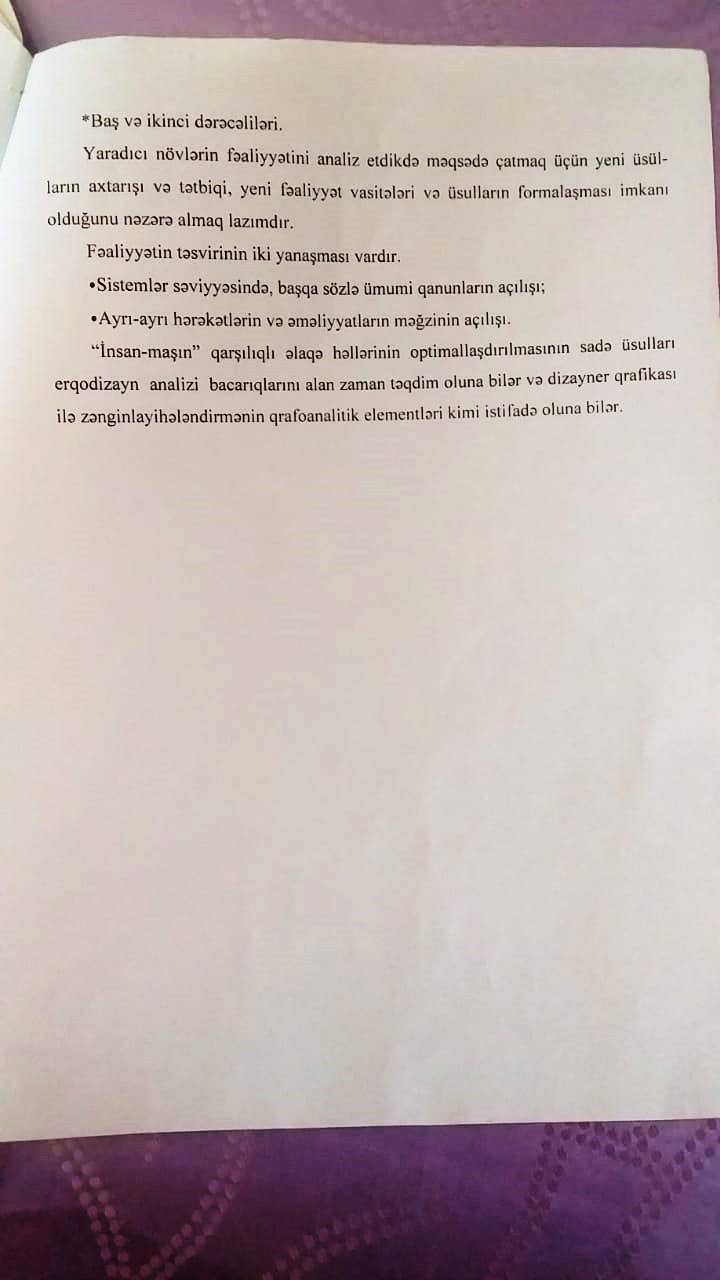 *Baş və ikinci dərəcəliləri.
Yaradıcı növlərin fəaliyyətini analiz etdikdə məqsədə çatmaq üçün yeni üsül-
ların axtarışı və tətbiqi, yeni fəaliyyət vasitələri və üsulların formalaşması imkanı
olduğunu nəzərə almaq lazımdır.
Fəaliyyətin təsvirinin iki yanaşması vardır.
•Sistemlər səviyyəsində, başqa sözlə ümumi qanunların açılışı;
•Ayrı-ayrı hərəkətlərin və əməliyyatların məğzinin açılışı.
“İnsan-maşın” qarşılıqlı əlaqə həllərinin optimallaşdırılmasının sadə üsulları
erqodizayn analizi bacarıqlarını alan zaman təqdim oluna bilər və dizayner qrafikası
ilə zənginlayihələndirmənin qrafoanalitik elementləri kimi istifadə oluna bilər.